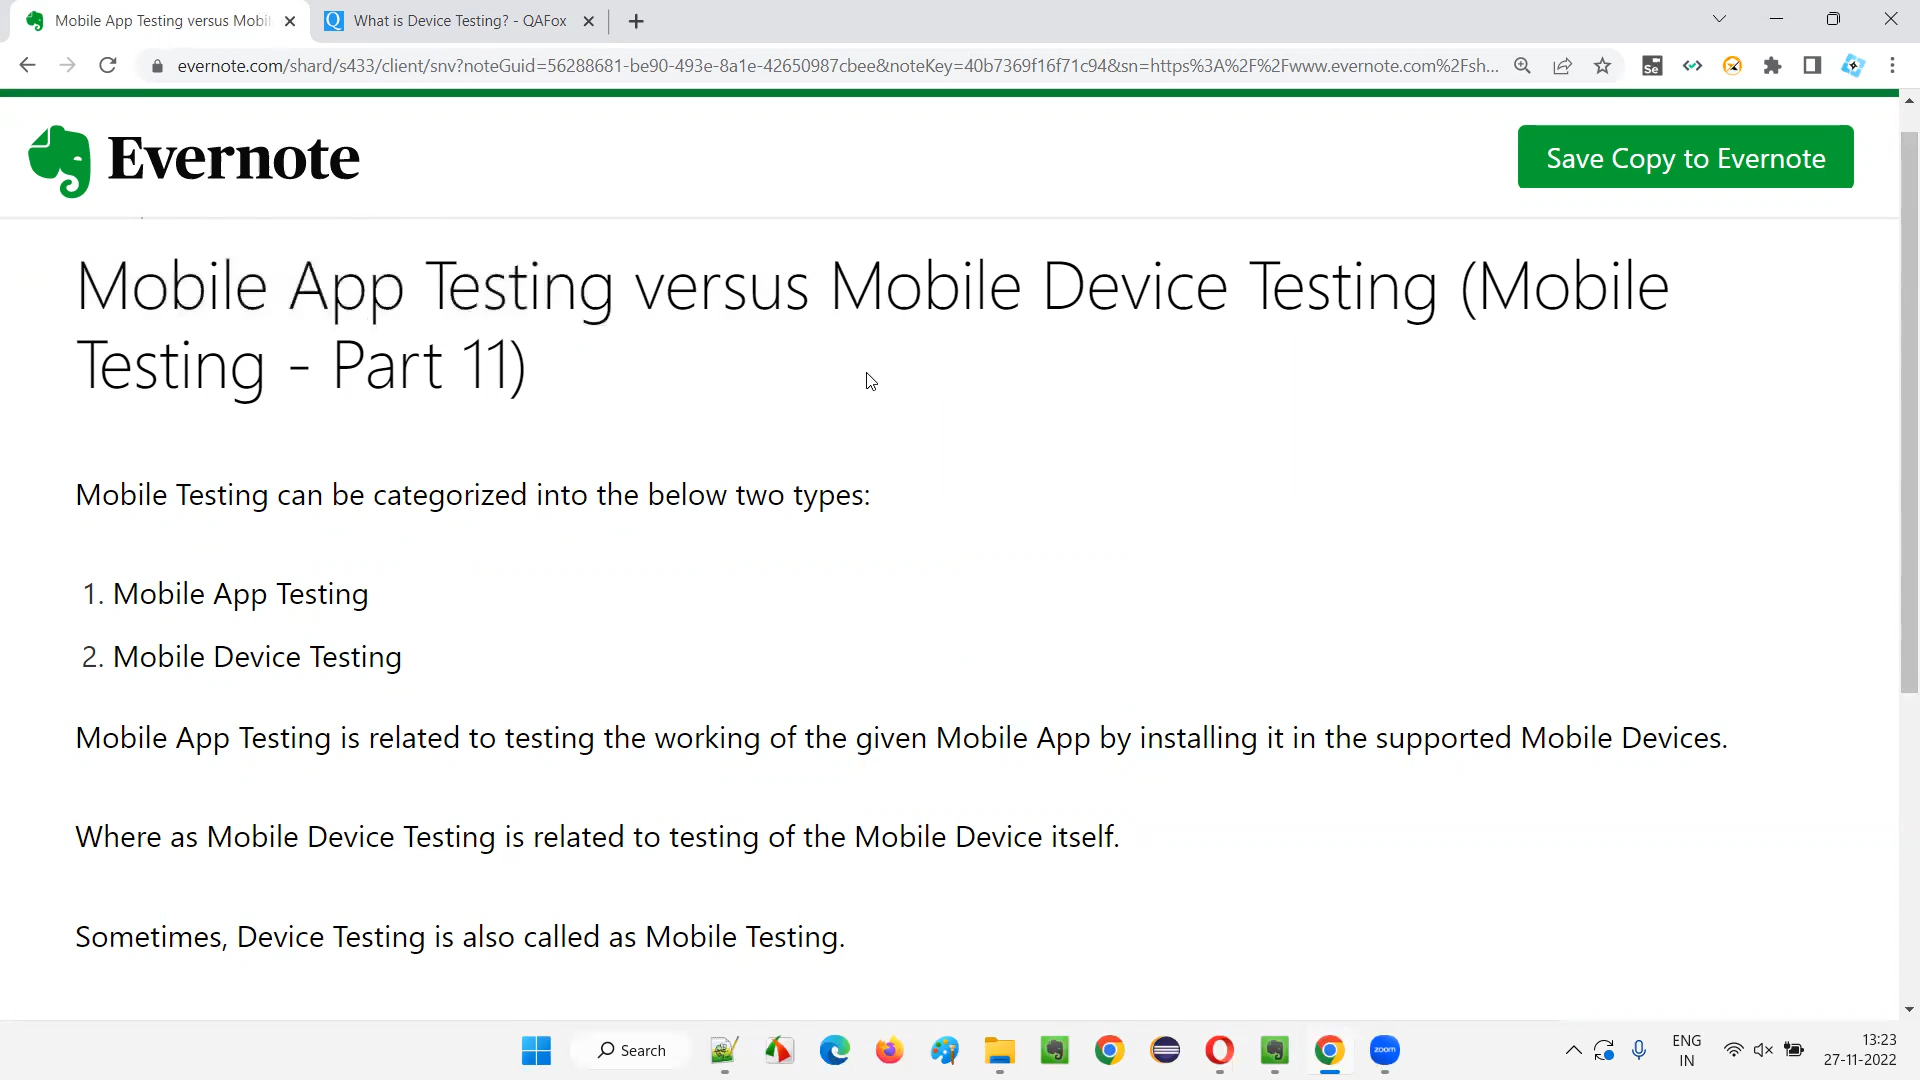 Mobile App Testing versus Mobil
What is Device Testing? - QAFox
evernote.com/shard/s433/client/snv?noteGuid=56288681-be90-493e-8a1e-42650987cbee&noteKey=40b7369f16f71c94&sn=https%3A%2F%2Fwww.evernote.com%2Fsh...
Evernote
Save Copy to Evernote
Mobile App Testing versus Mobile Device Testing (Mobile
Testing - Part 11)
Mobile Testing can be categorized into the below two types:
1. Mobile App Testing
2. Mobile Device Testing
Mobile App Testing is related to testing the working of the given Mobile App by installing it in the supported Mobile Devices.
Where as Mobile Device Testing is related to testing of the Mobile Device itself.
Sometimes, Device Testing is also called as Mobile Testing.
Search
zoom
ENG
IN
13:23
27-11-2022